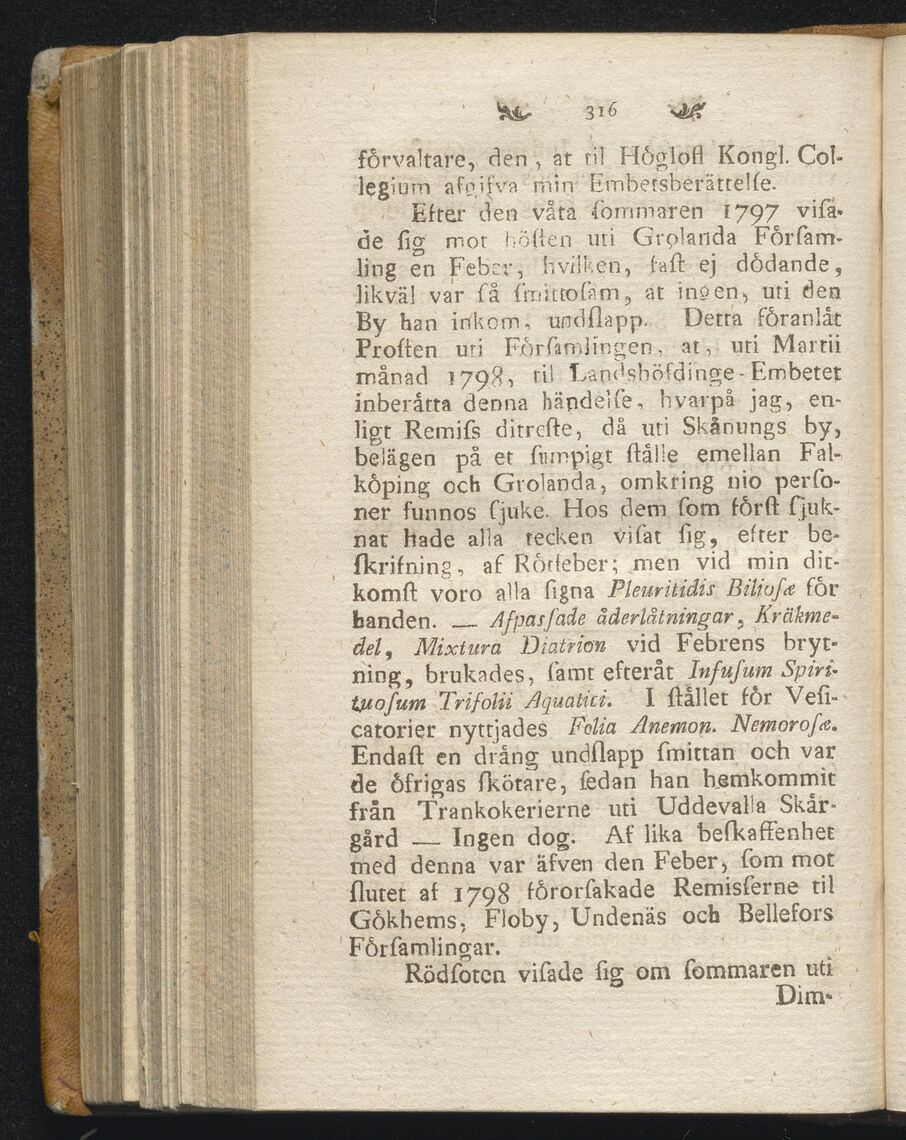 316
förvaltare, den, at til Höglofl Kongl. Col-
legium afgifva min Embetsberättelſe.
Efter den våta ſommaren 1797 viſa-
de ſig mot höſten uti Grolanda Förſam-
ling en Feber, hvilken, faſt ej dödande,
likväl var ſå ſmittoſam, at ingen, uti den
By han inkom, undſlapp. Detta föranlåt
Proſten uti Förſamlingen, at, uti Martii
månad 1798, til Landshöfdinge-Embetet
inberåtta denna händelſe, hvarpå jag, en-
ligt Remiſs ditreſte, då uti Skånungs by,
belägen på et ſumpigt ſtålle emellan Fal-
köping och Grolanda, omkring nio perſo-
ner funnos ſjuke. Hos dem ſom förſt ſjuk-
nat hade alla tecken viſat ſig, efter be-
ſkrifning, af Rötfeber; men vid min dit-
komſt voro alla ſigna Pleuritidis Bilioſæ för
handen. — Afpasſade åderlåtningar, Kräkme-
del, Mixtura Diatrion vid Febrens bryt-
ning, brukades, ſamt efteråt Infuſum Spiri-
tuoſum Trifolii Aquatici. I ſtället för Veſi-
catorier nyttjades Folia Anemon. Nemoroſæ.
Endaſt en drång undſlapp ſmittan och var
de öfrigas ſkötare, ſedan han hemkommit
från Trankokerierne uti Uddevalla Skår-
gård — Ingen dog. Af lika beſkaffenhet
med denna var äfven den Feber, ſom mot
ſlutet af 1798 förorſakade Remisſerne til
Gökhems, Floby, Undenäs och Bellefors
Förſamlingar.
Rödſoten viſade ſig om ſommaren uti
Dim-